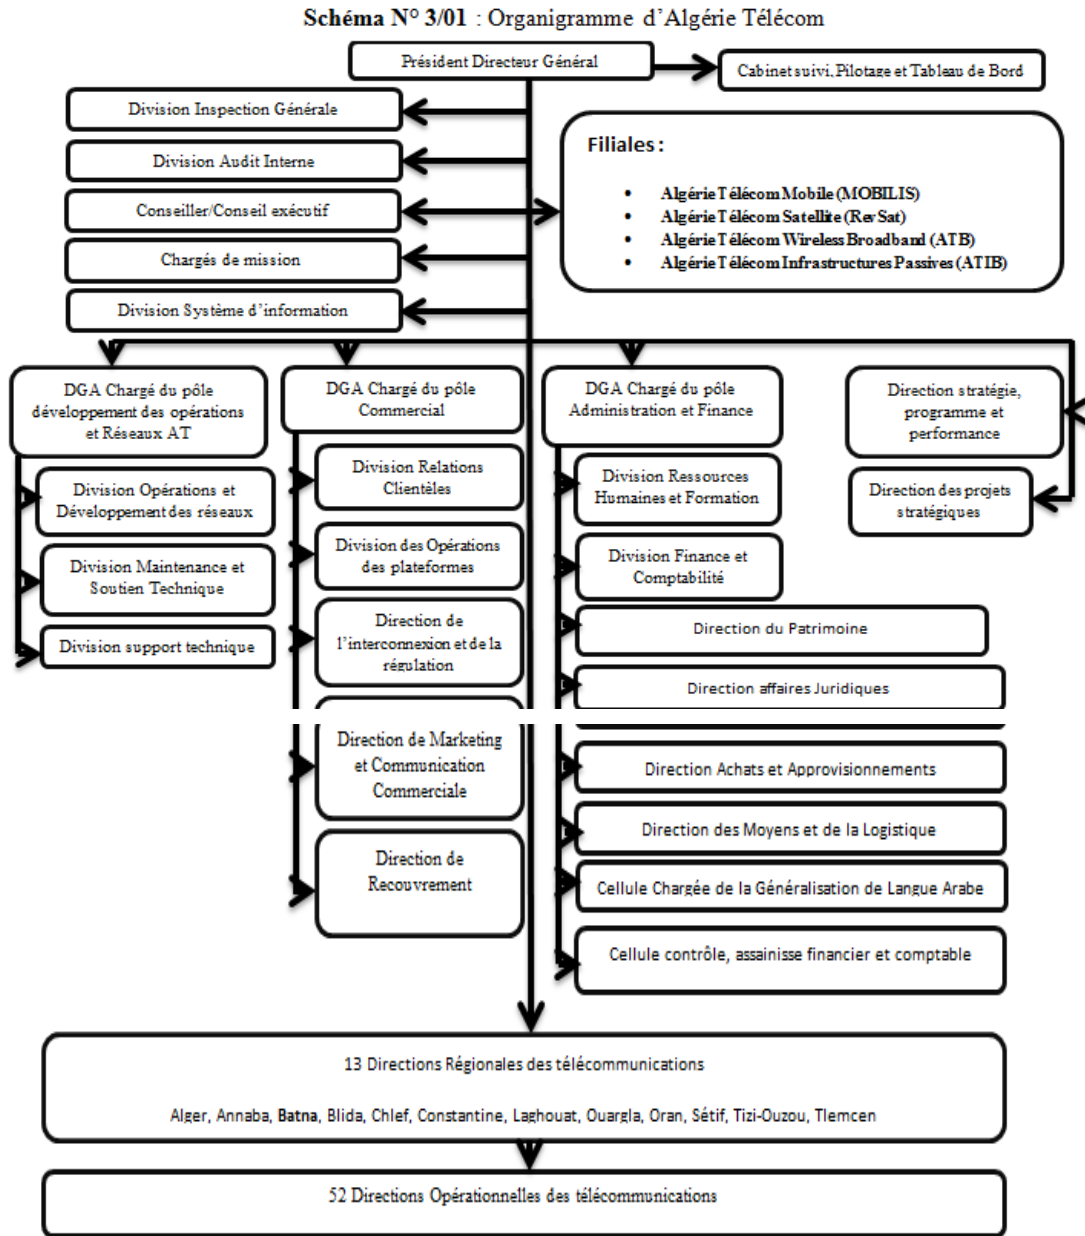 Schéma N° 3/01 : Organigramme d'Algérie Télécom
Président Directeur Général
Cabinet suivi, Pilotage et Tableau de Bord
Division Inspection Générale
Division Audit Interne
Conseiller/Conseil exécutif
Chargés de mission
Division Système d'information
Filiales :
• Algérie Télécom Mobile (MOBILIS)
• Algérie Télécom Satellite (RevSat)
• Algérie Télécom Wireless Broadband (ATB)
• Algérie Télécom Infrastructures Passives (ATIB)
DGA Chargé du pôle
développement des opérations
et Réseaux AT
Division Opérations et
Développement des réseaux
Division Maintenance et
Soutien Technique
Division support technique
DGA Chargé du pôle
Commercial
Division Relations
Clientèles
Division des Opérations
des plateformes
Direction de
l'interconnexion et de la
régulation
Direction de Marketing
et Communication
Commerciale
Direction de
Recouvrement
DGA Chargé du pôle
Administration et Finance
Division Ressources
Humaines et Formation
Division Finance et
Comptabilité
Direction du Patrimoine
Direction affaires Juridiques
Direction Achats et Approvisionnements
Direction des Moyens et de la Logistique
Cellule Chargée de la Généralisation de Langue Arabe
Cellule contrôle, assainisse financier et comptable
Direction stratégie,
programme et
performance
Direction des projets
stratégiques
13 Directions Régionales des télécommunications
Alger, Annaba, Batna, Blida, Chlef, Constantine, Laghouat, Ouargla, Oran, Sétif, Tizi-Ouzou, Tlemcen
52 Directions Opérationnelles des télécommunications